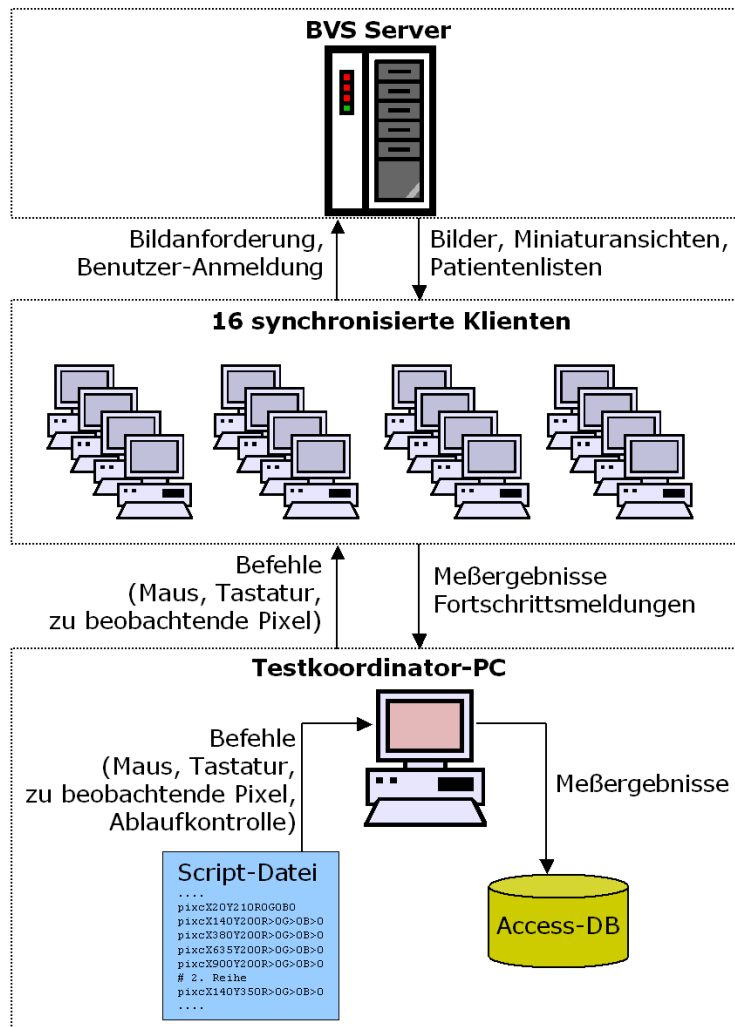 BVS Server
Bildanforderung,
Benutzer-Anmeldung
Bilder, Miniaturansichten,
Patientenlisten
16 synchronisierte Klienten
Befehle
(Maus, Tastatur,
zu beobachtende Pixel)
Meßergebnisse
Fortschrittsmeldungen
Testkoordinator-PC
Befehle
(Maus, Tastatur,
zu beobachtende Pixel,
Ablaufkontrolle)
Meßergebnisse
Script-Datei
....
pixcX20Y210R0G0B0
pixcX140Y200R>0G>0B>0
pixcX380Y200R>0G>0B>0
pixcX635Y200R>0G>0B>0
pixcX900Y200R>0G>0B>0
# 2. Reihe
pixcX140Y350R>0G>0B>0
....
Access-DB